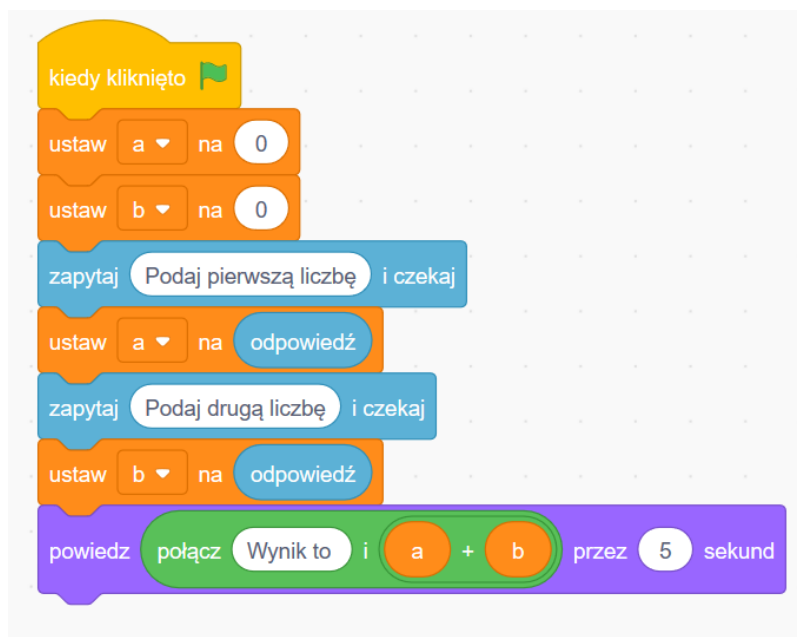 kiedy kliknięto
ustaw a na 0
ustaw b na 0
zapytaj Podaj pierwszą liczbę i czekaj
ustaw a na odpowiedź
zapytaj Podaj drugą liczbę i czekaj
ustaw b na odpowiedź
powiedz połącz Wynik to i a + b przez 5 sekund